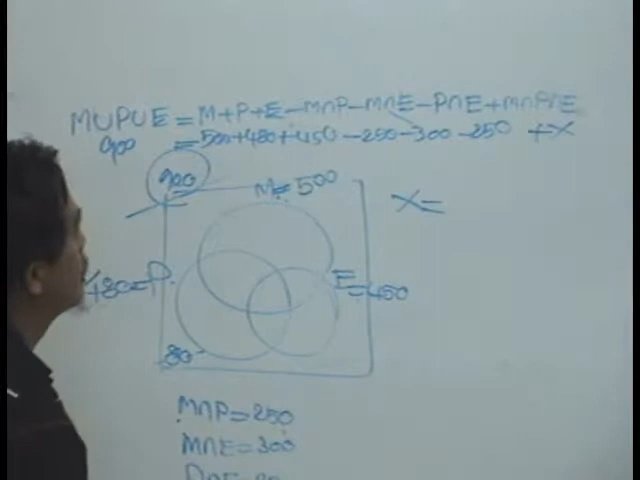 M∪P∪E = M+P+E-M∩P-M∩E-P∩E+M∩P∩E
900 = 500+480+450-250-300-250 +X
900 M=500 X=
480=P E=450
80
M∩P=250
M∩E=300
P∩E=